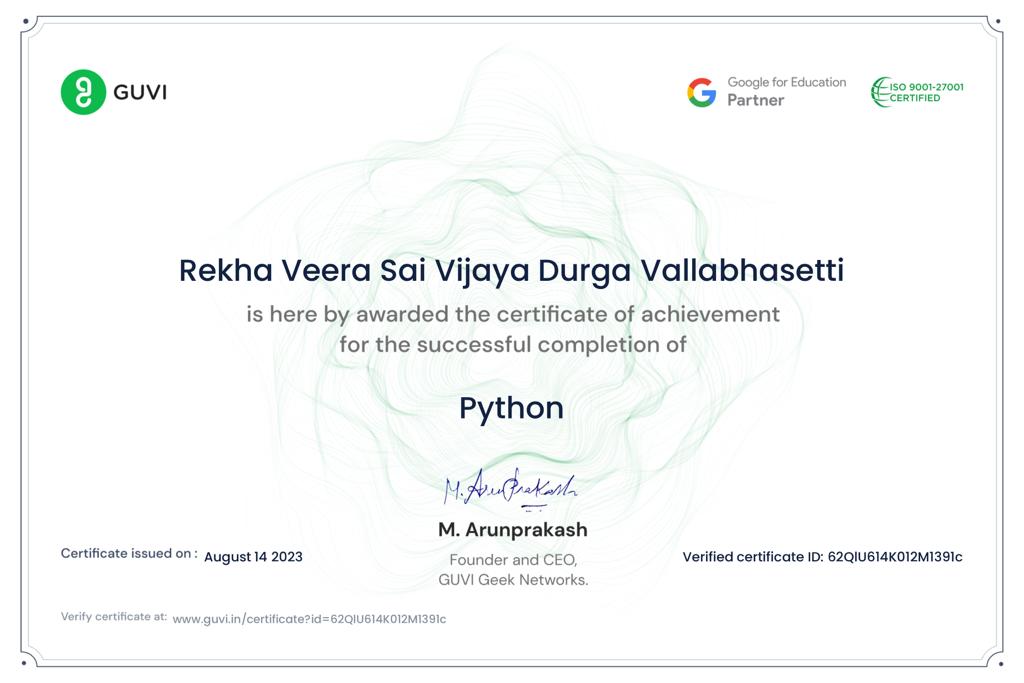 GUVI
Google for Education
Partner
ISO 9001-27001
CERTIFIED
Rekha Veera Sai Vijaya Durga Vallabhasetti
is here by awarded the certificate of achievement
for the successful completion of
Python
M. ArunPrakash
M. Arunprakash
Founder and CEO,
GUVI Geek Networks.
Certificate issued on : August 14 2023
Verified certificate ID: 62QlU614K012M1391c
Verify certificate at: www.guvi.in/certificate?id=62QlU614K012M1391c